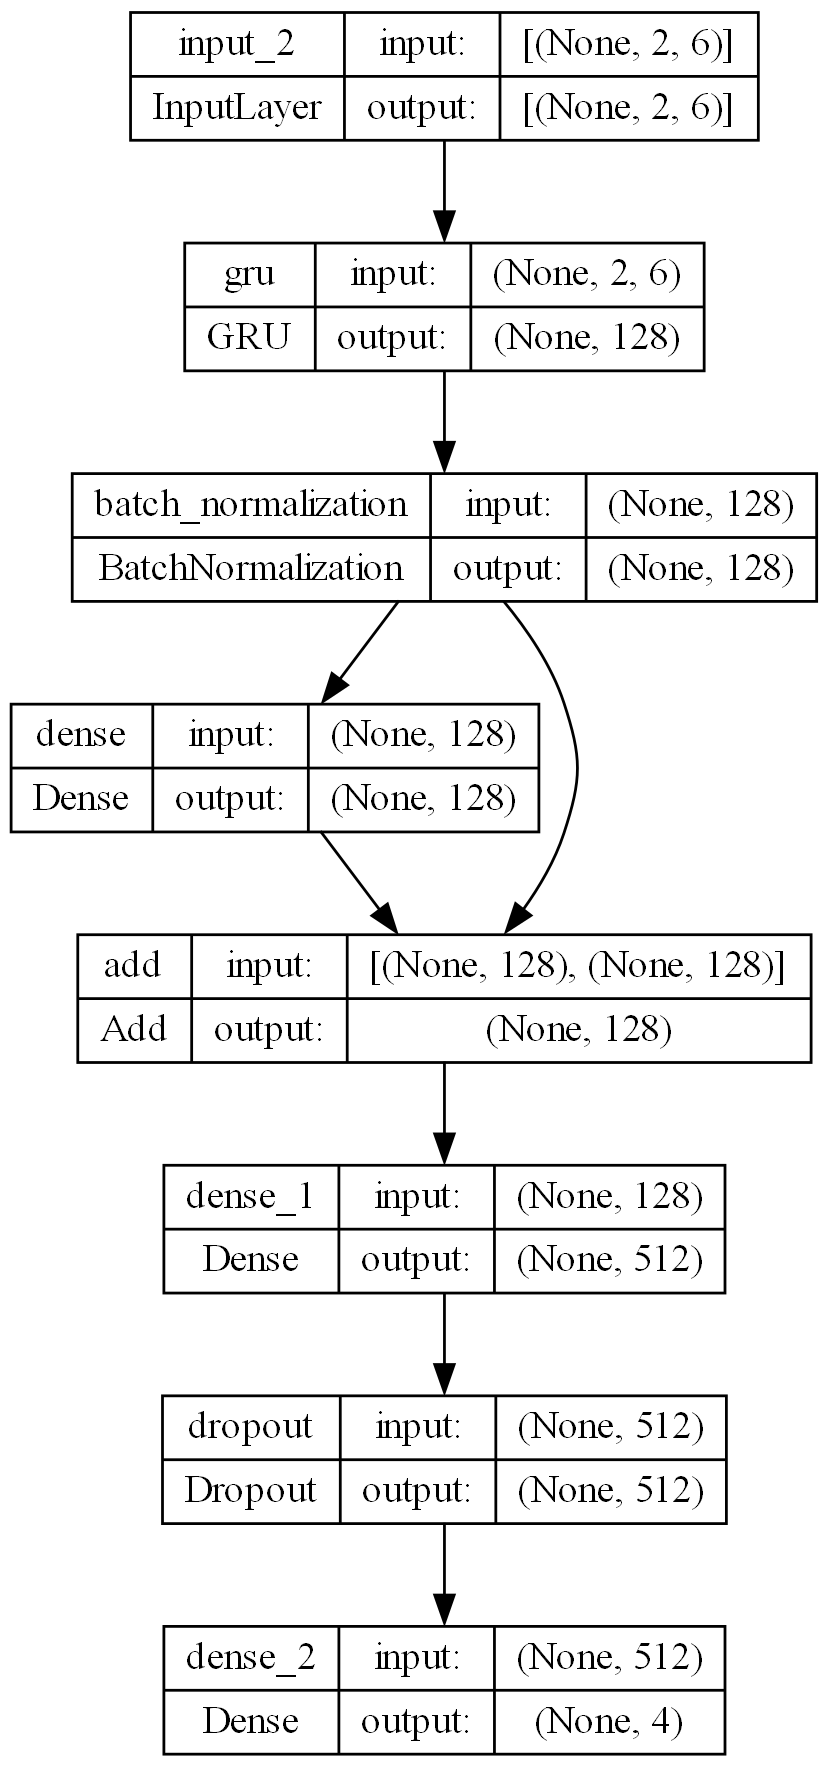 input_2 input: [(None, 2, 6)]
InputLayer output: [(None, 2, 6)]
gru input: (None, 2, 6)
GRU output: (None, 128)
batch_normalization input: (None, 128)
BatchNormalization output: (None, 128)
dense input: (None, 128)
Dense output: (None, 128)
add input: [(None, 128), (None, 128)]
Add output: (None, 128)
dense_1 input: (None, 128)
Dense output: (None, 512)
dropout input: (None, 512)
Dropout output: (None, 512)
dense_2 input: (None, 512)
Dense output: (None, 4)